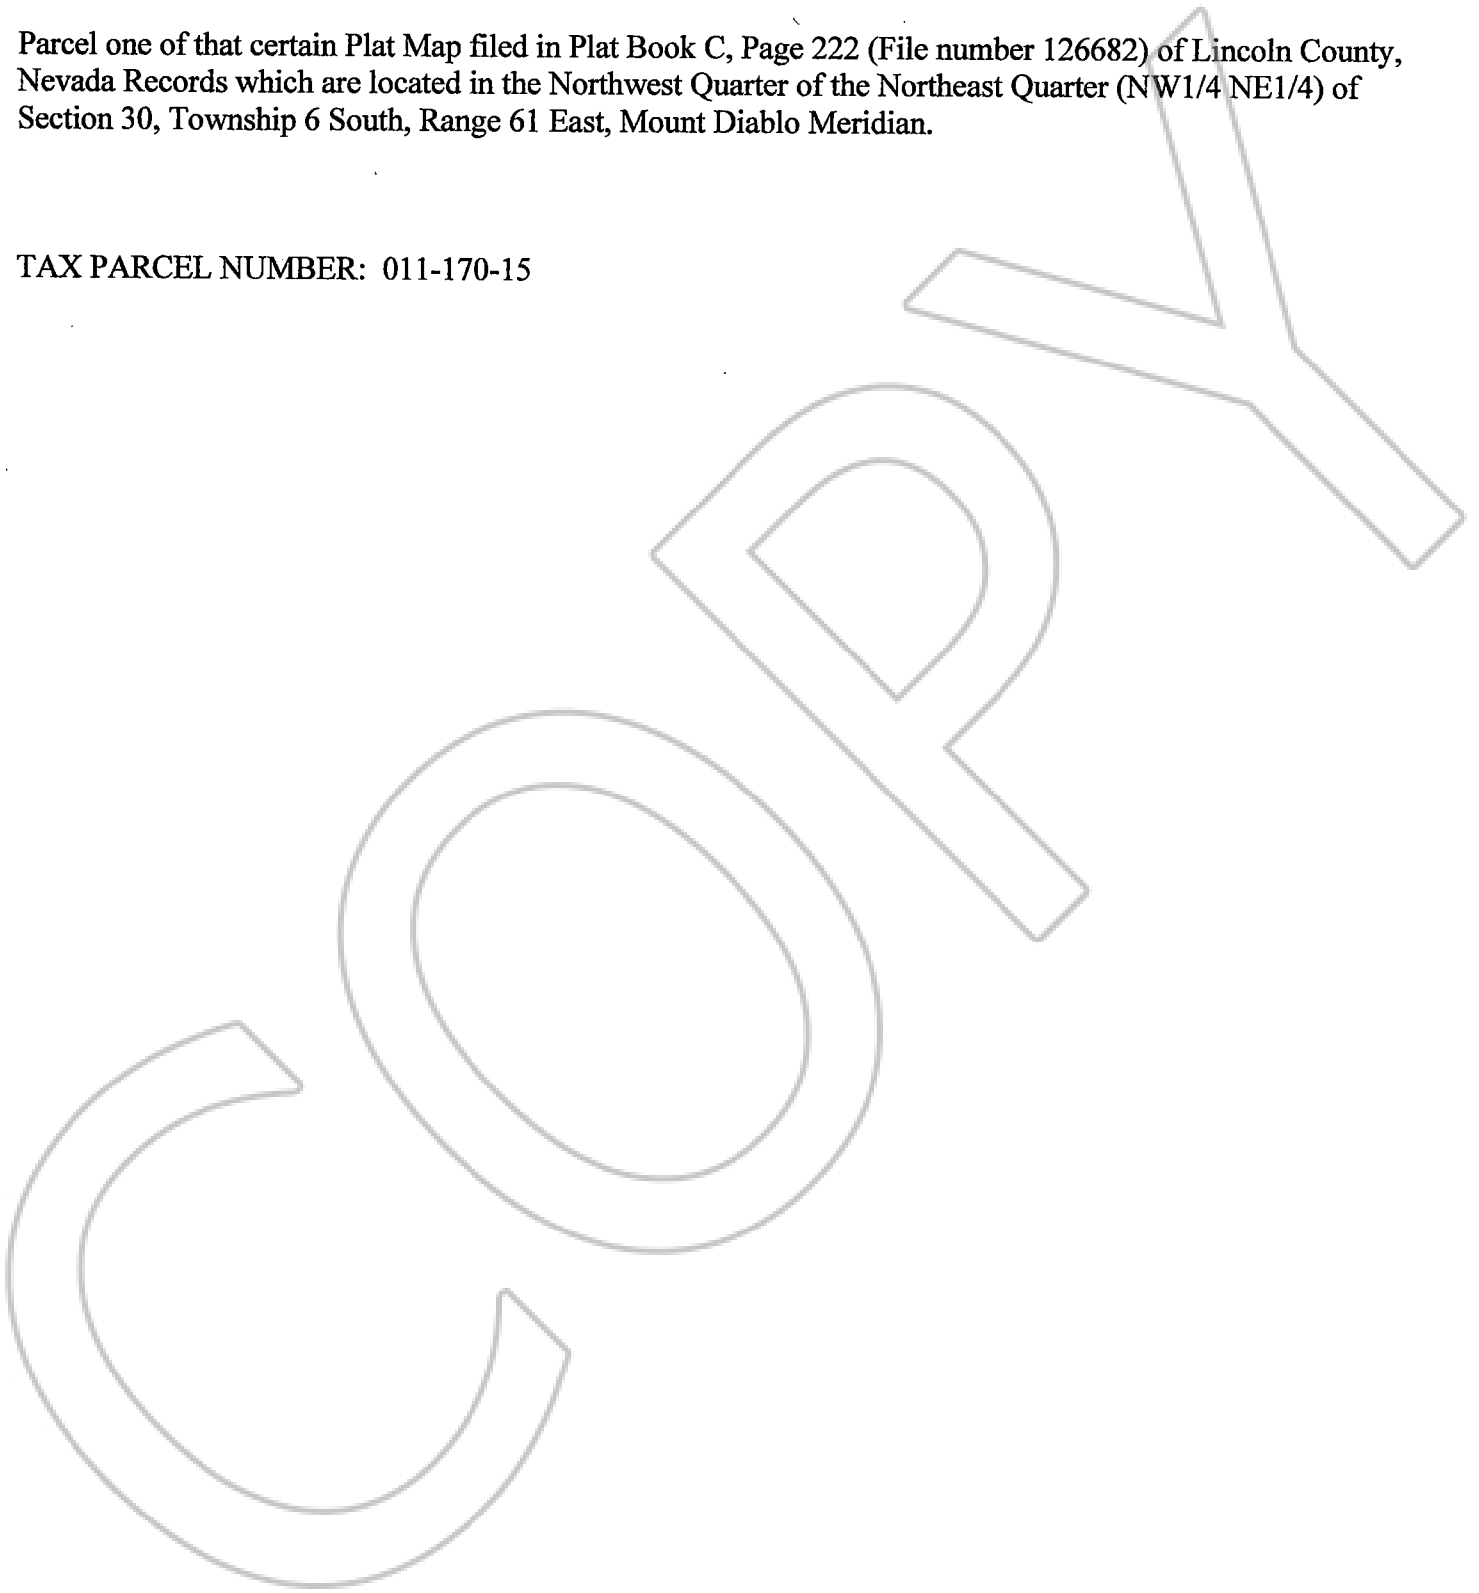 Parcel one of that certain Plat Map filed in Plat Book C, Page 222 (File number 126682) of Lincoln County,
Nevada Records which are located in the Northwest Quarter of the Northeast Quarter (NW1/4 NE1/4) of
Section 30, Township 6 South, Range 61 East, Mount Diablo Meridian.
TAX PARCEL NUMBER: 011-170-15
COPY